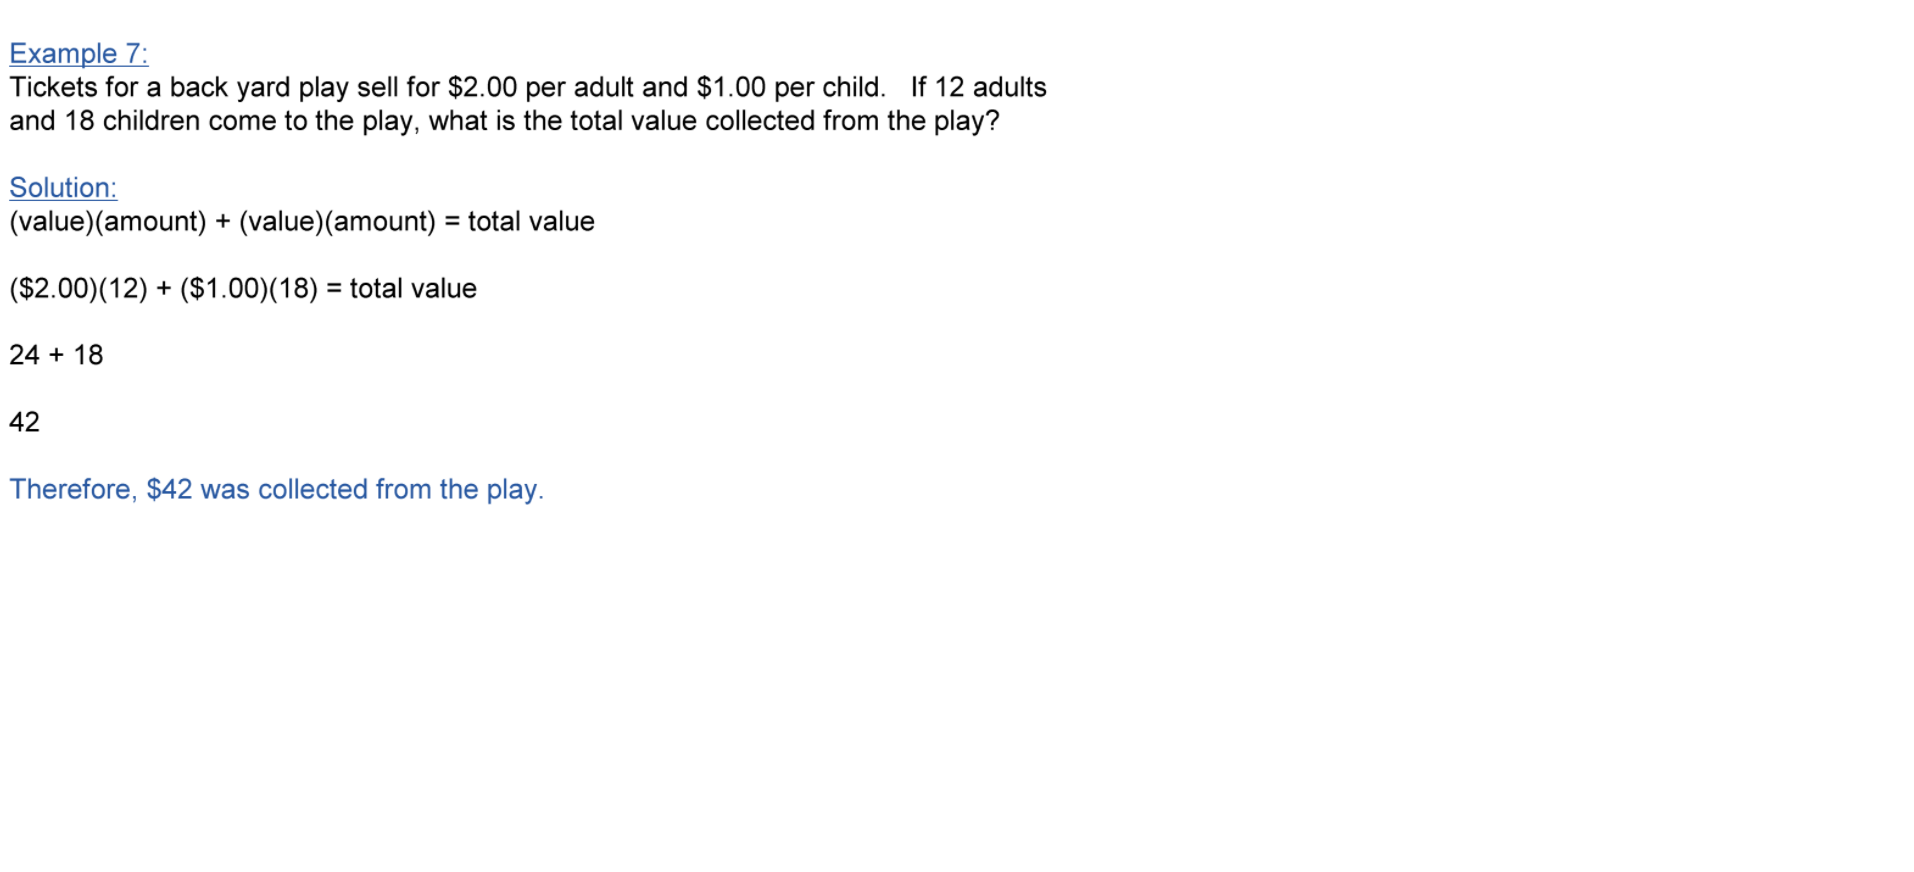 Example 7:
Tickets for a back yard play sell for $2.00 per adult and $1.00 per child.   If 12 adults
and 18 children come to the play, what is the total value collected from the play?
Solution:
(value)(amount) + (value)(amount) = total value
($2.00)(12) + ($1.00)(18) = total value
24 + 18
42
Therefore, $42 was collected from the play.